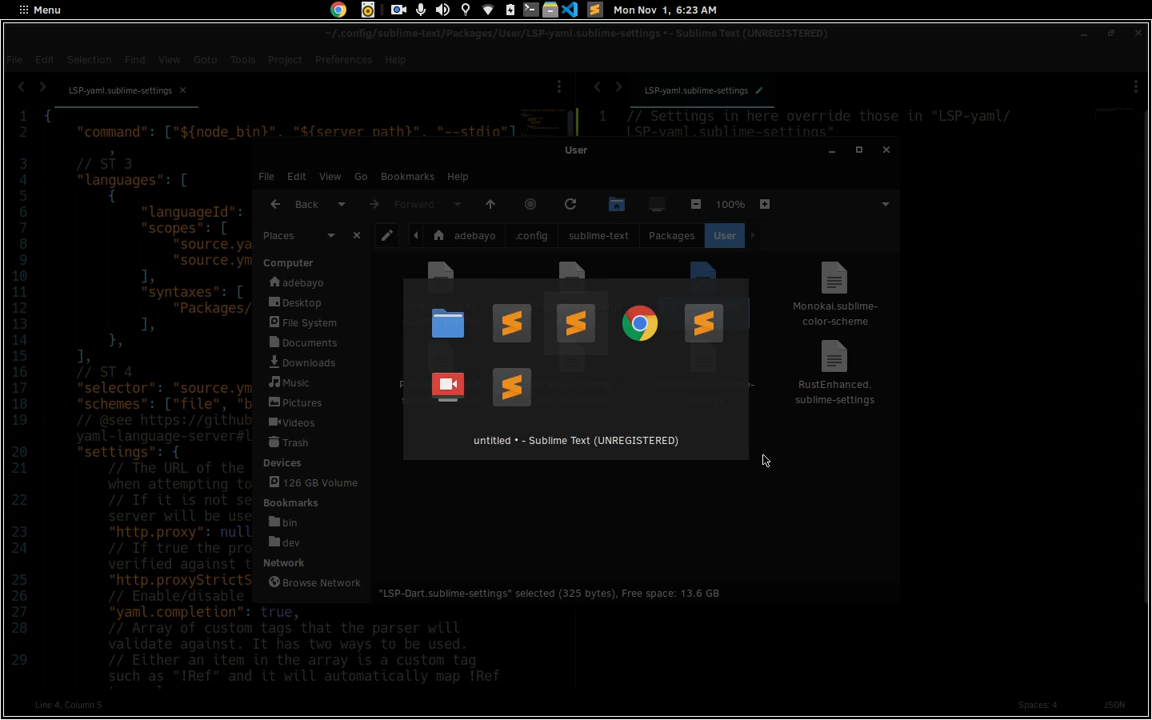 Menu
Mon Nov 1, 6:23 AM
~/.config/sublime-text/Packages/User/LSP-yaml.sublime-settings • - Sublime Text (UNREGISTERED)
File Edit Selection Find View Goto Tools Project Preferences Help
LSP-yaml.sublime-settings
LSP-yaml.sublime-settings
1 {
2 "command": ["${node_bin}", "${server_path}", "--stdio"]
,
3 // ST 3
4 "languages": [
5 {
6 "languageId":
7 "scopes": [
8 "source.ya
9 "source.ym
10 ],
11 "syntaxes": [
12 "Packages/
13 ],
14 },
15 ],
16 // ST 4
17 "selector": "source.ym
18 "schemes": ["file", "b
19 // @see https://github
yaml-language-server#l
20 "settings": {
21 // The URL of the
when attempting to
22 // If it is not se
server will be use
23 "http.proxy": null
24 // If true the pro
verified against t
25 "http.proxyStrictS
26 // Enable/disable
27 "yaml.completion": true,
28 // Array of custom tags that the parser will
validate against. It has two ways to be used.
29 // Either an item in the array is a custom tag
such as "!Ref" and it will automatically map !Ref
1 // Settings in here override those in "LSP-yaml/
LSP-yaml.sublime-settings"
User
File Edit View Go Bookmarks Help
Back Forward 100%
Places
adebayo .config sublime-text Packages User
Computer
adebayo
Desktop
File System
Documents
Downloads
Music
Pictures
Videos
Trash
Devices
126 GB Volume
Bookmarks
bin
dev
Network
Browse Network
Monokai.sublime-
color-scheme
RustEnhanced.
sublime-settings
untitled • - Sublime Text (UNREGISTERED)
"LSP-Dart.sublime-settings" selected (325 bytes), Free space: 13.6 GB
Line 4, Column 5
Spaces: 4
JSON